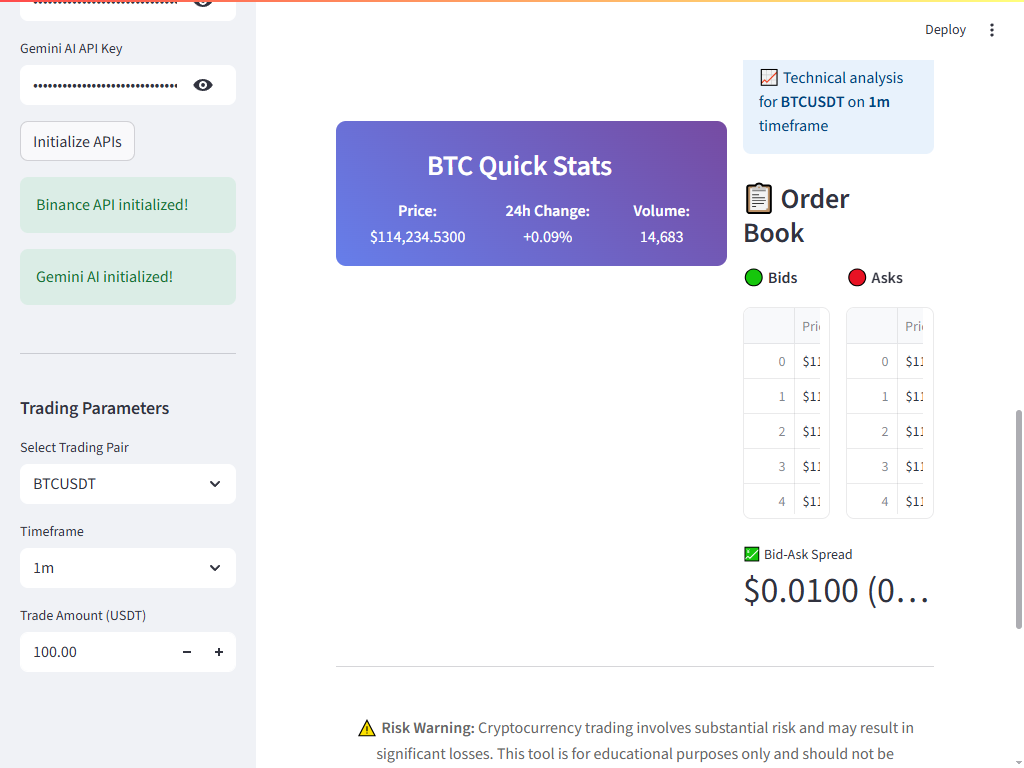 Gemini AI API Key
Initialize APIs
Binance API initialized!
Gemini AI initialized!
Trading Parameters
Select Trading Pair
BTCUSDT
Timeframe
1m
Trade Amount (USDT)
100.00
Deploy
BTC Quick Stats
Price: 24h Change: Volume:
$114,234.5300 +0.09% 14,683
Technical analysis
for BTCUSDT on 1m
timeframe
Order
Book
Bids Asks
0 $11 0 $11
1 $11 1 $11
2 $11 2 $11
3 $11 3 $11
4 $11 4 $11
Bid-Ask Spread
$0.0100 (0...
Risk Warning: Cryptocurrency trading involves substantial risk and may result in
significant losses. This tool is for educational purposes only and should not be